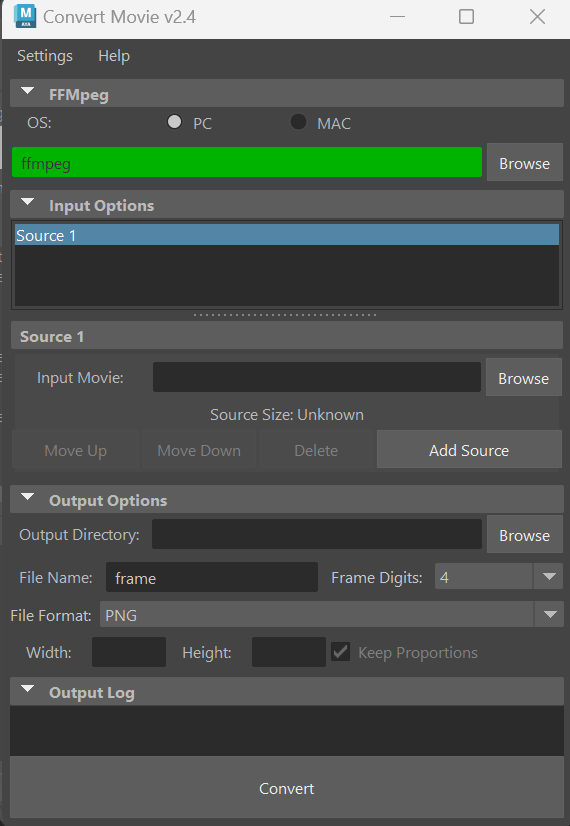 M
AYA
Convert Movie v2.4
Settings Help
FFMpeg
OS: PC MAC
ffmpeg Browse
Input Options
Source 1
Source 1
Input Movie: Browse
Source Size: Unknown
Move Up Move Down Delete Add Source
Output Options
Output Directory: Browse
File Name: frame Frame Digits: 4
File Format: PNG
Width: Height: Keep Proportions
Output Log
Convert